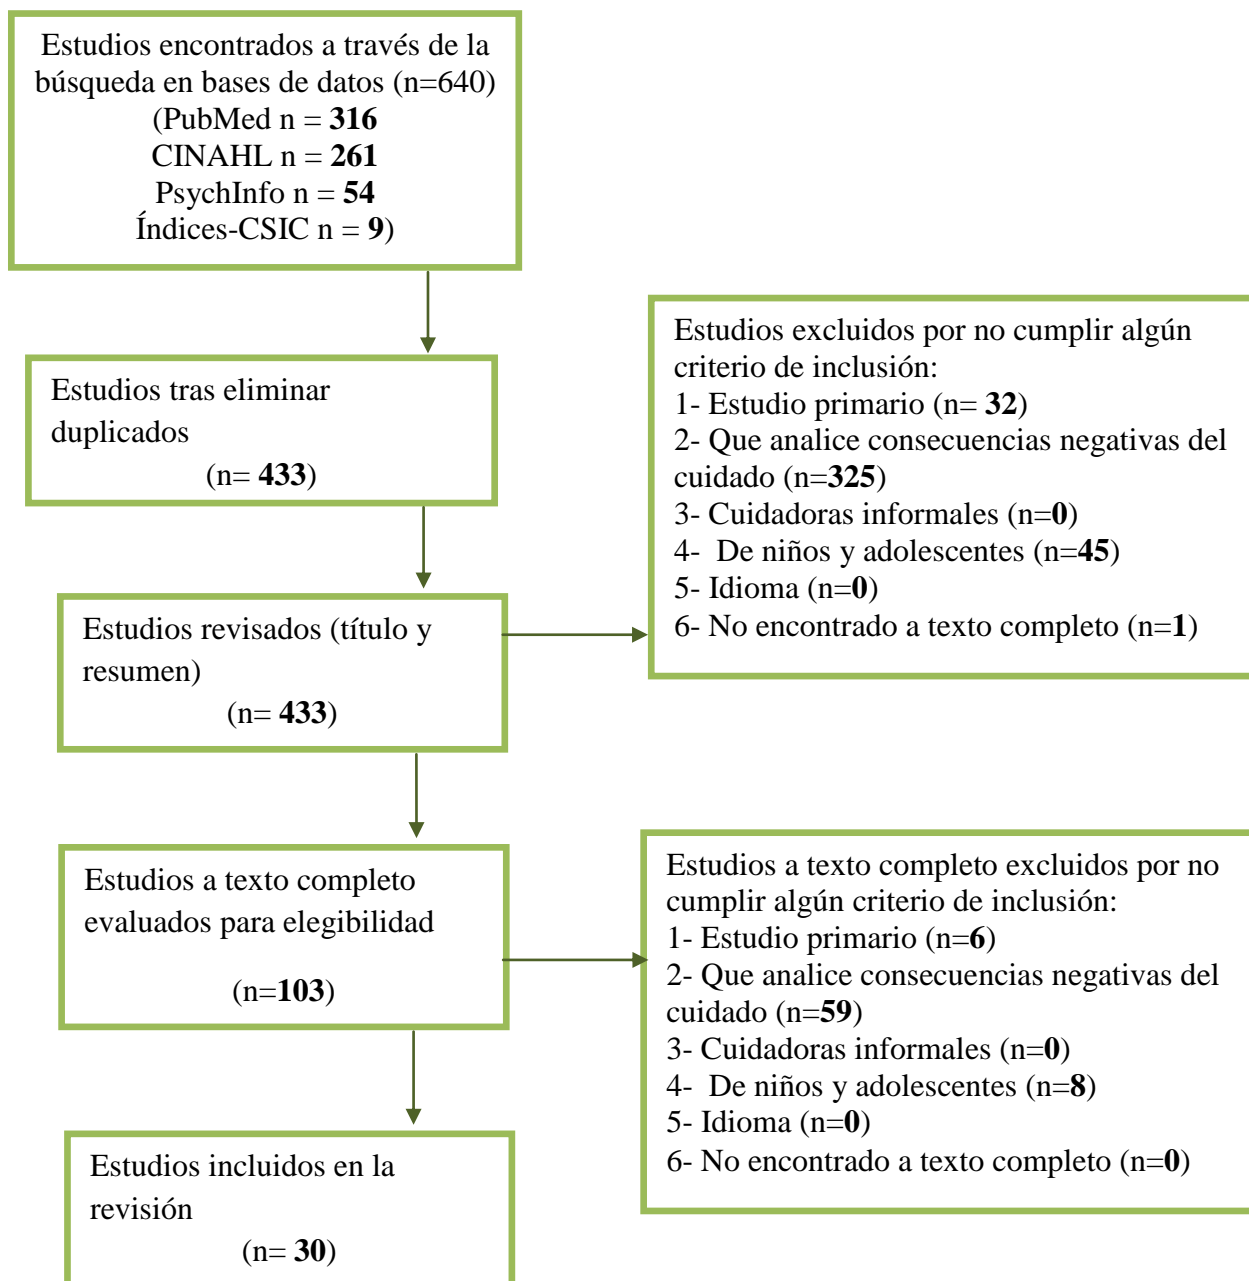 Estudios encontrados a través de la
búsqueda en bases de datos (n=640)
(PubMed n = 316
CINAHL n = 261
PsychInfo n = 54
Índices-CSIC n = 9)
Estudios tras eliminar
duplicados
(n= 433)
Estudios excluidos por no cumplir algún
criterio de inclusión:
1- Estudio primario (n= 32)
2- Que analice consecuencias negativas del
cuidado (n=325)
3- Cuidadoras informales (n=0)
4-  De niños y adolescentes (n=45)
5- Idioma (n=0)
6- No encontrado a texto completo (n=1)
Estudios revisados (título y
resumen)
(n= 433)
Estudios a texto completo
evaluados para elegibilidad
(n=103)
Estudios a texto completo excluidos por no
cumplir algún criterio de inclusión:
1- Estudio primario (n=6)
2- Que analice consecuencias negativas del
cuidado (n=59)
3- Cuidadoras informales (n=0)
4-  De niños y adolescentes (n=8)
5- Idioma (n=0)
6- No encontrado a texto completo (n=0)
Estudios incluidos en la
revisión
(n= 30)